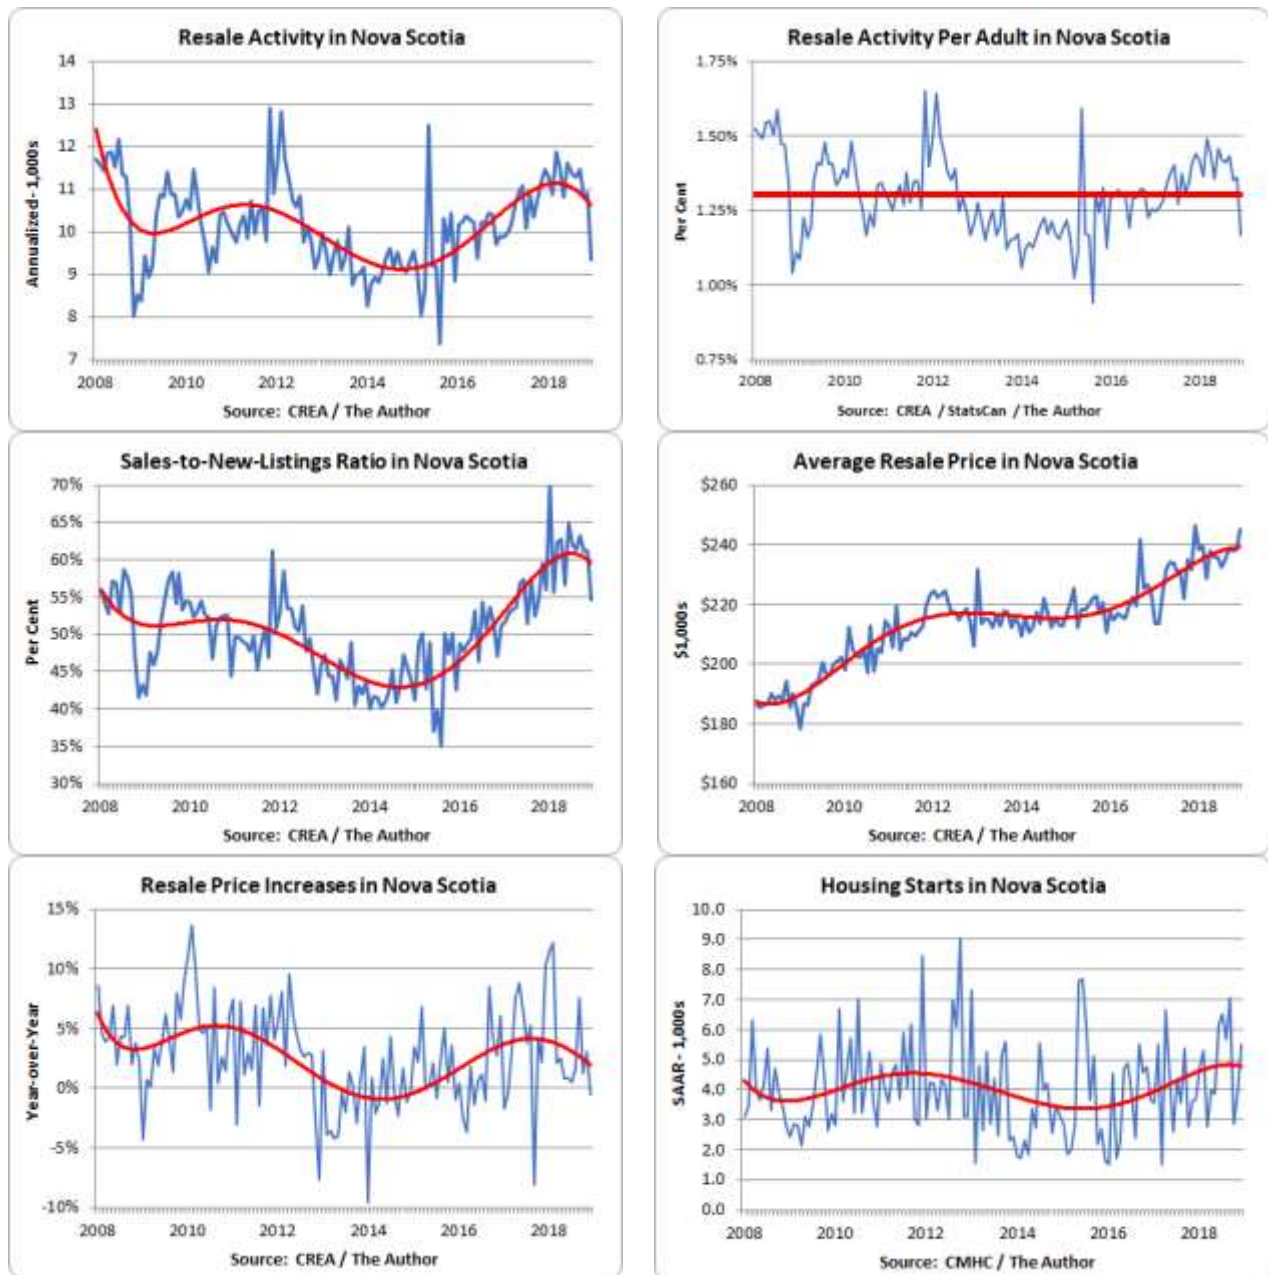 Resale Activity in Nova Scotia
14
13
12
11
10
9
8
7
Annualized - 1,000s
2008 2010 2012 2014 2016 2018
Source: CREA / The Author
Resale Activity Per Adult in Nova Scotia
1.75%
1.50%
1.25%
1.00%
0.75%
Per Cent
2008 2010 2012 2014 2016 2018
Source: CREA / StatsCan / The Author
Sales-to-New-Listings Ratio in Nova Scotia
70%
65%
60%
55%
50%
45%
40%
35%
30%
Per Cent
2008 2010 2012 2014 2016 2018
Source: CREA / The Author
Average Resale Price in Nova Scotia
$260
$240
$220
$200
$180
$160
$1,000s
2008 2010 2012 2014 2016 2018
Source: CREA / The Author
Resale Price Increases in Nova Scotia
15%
10%
5%
0%
-5%
-10%
Year-over-Year
2008 2010 2012 2014 2016 2018
Source: CREA / The Author
Housing Starts in Nova Scotia
10.0
9.0
8.0
7.0
6.0
5.0
4.0
3.0
2.0
1.0
0.0
SAAR - 1,000s
2008 2010 2012 2014 2016 2018
Source: CMHC / The Author